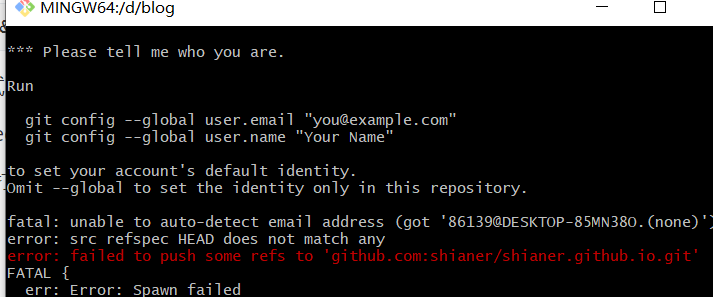 MINGW64:/d/blog
*** Please tell me who you are.
Run
git config --global user.email "you@example.com"
git config --global user.name "Your Name"
to set your account's default identity.
Omit --global to set the identity only in this repository.
fatal: unable to auto-detect email address (got '86139@DESKTOP-85MN38O.(none)')
error: src refspec HEAD does not match any
error: failed to push some refs to 'github.com:shianer/shianer.github.io.git'
FATAL {
err: Error: Spawn failed